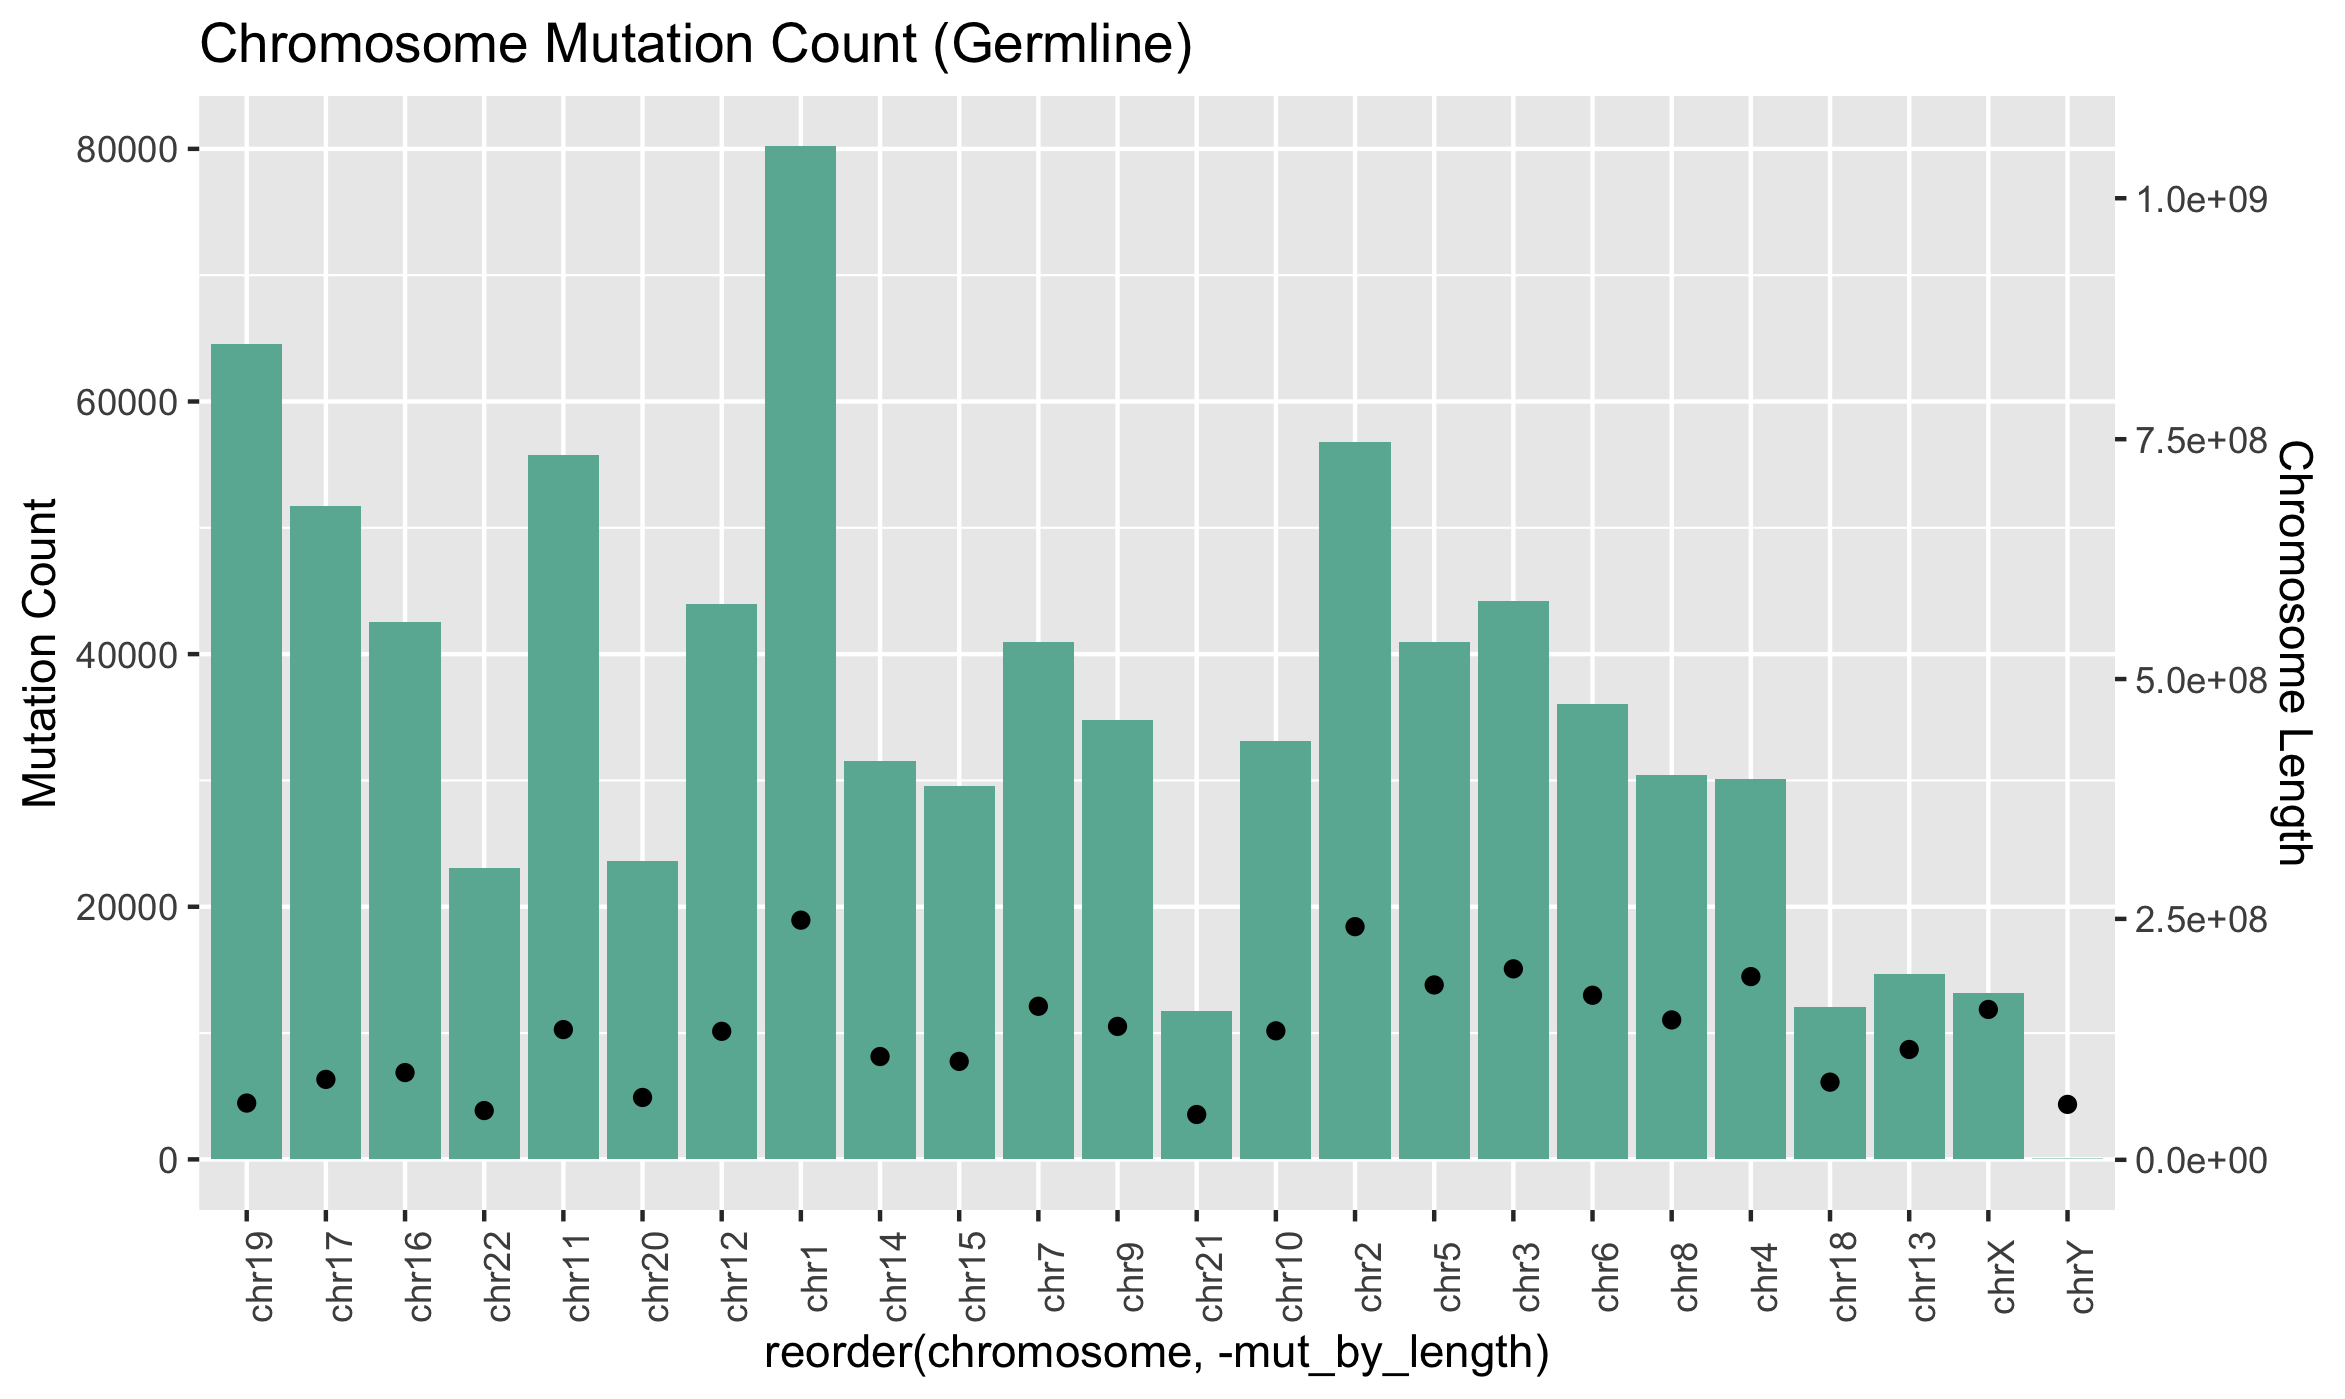 Chromosome Mutation Count (Germline)
80000
60000
40000
20000
0
Mutation Count
1.0e+09
7.5e+08
5.0e+08
2.5e+08
0.0e+00
Chromosome Length
chr19
chr17
chr16
chr22
chr11
chr20
chr12
chr1
chr14
chr15
chr7
chr9
chr21
chr10
chr2
chr5
chr3
chr6
chr8
chr4
chr18
chr13
chrX
chrY
reorder(chromosome, -mut_by_length)